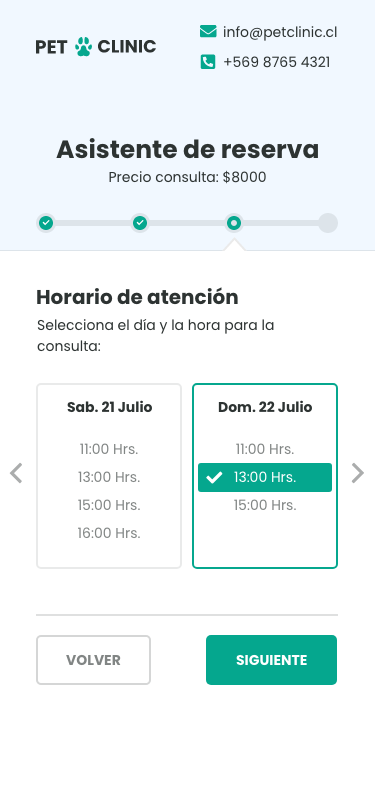 PET CLINIC
info@petclinic.cl
+569 8765 4321
Asistente de reserva
Precio consulta: $8000
Horario de atención
Selecciona el día y la hora para la
consulta:
Sab. 21 Julio
11:00 Hrs.
13:00 Hrs.
15:00 Hrs.
16:00 Hrs.
Dom. 22 Julio
11:00 Hrs.
13:00 Hrs.
15:00 Hrs.
VOLVER
SIGUIENTE